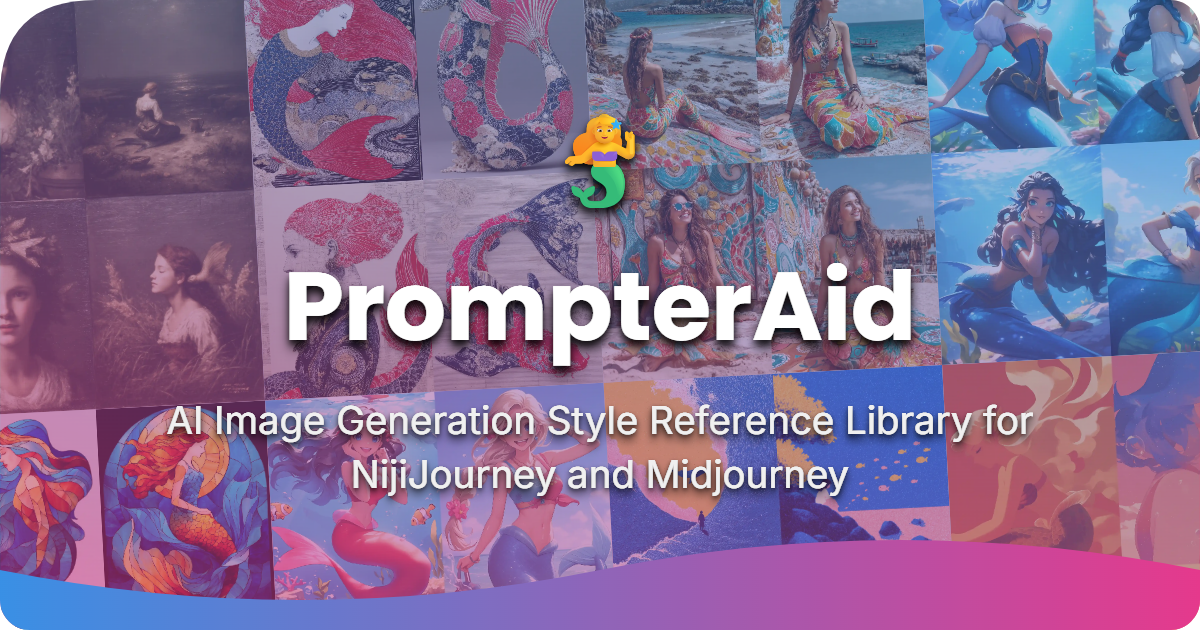 PrompterAid
AI Image Generation Style Reference Library for
NijiJourney and Midjourney